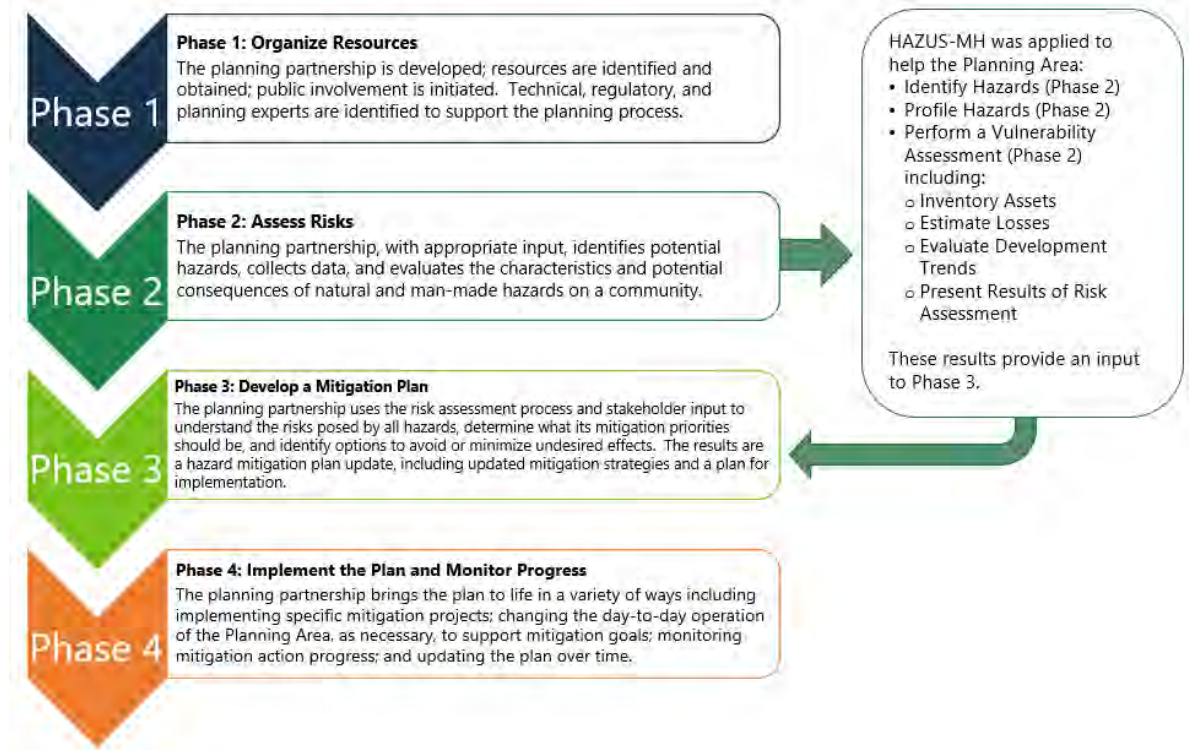 Phase 1
Phase 1: Organize Resources
The planning partnership is developed; resources are identified and
obtained; public involvement is initiated.  Technical, regulatory, and
planning experts are identified to support the planning process.
Phase 2
Phase 2: Assess Risks
The planning partnership, with appropriate input, identifies potential
hazards, collects data, and evaluates the characteristics and potential
consequences of natural and man-made hazards on a community.
HAZUS-MH was applied to
help the Planning Area:
• Identify Hazards (Phase 2)
• Profile Hazards (Phase 2)
• Perform a Vulnerability
Assessment (Phase 2)
including:
o Inventory Assets
o Estimate Losses
o Evaluate Development
Trends
o Present Results of Risk
Assessment
These results provide an input
to Phase 3.
Phase 3
Phase 3: Develop a Mitigation Plan
The planning partnership uses the risk assessment process and stakeholder input to
understand the risks posed by all hazards, determine what its mitigation priorities
should be, and identify options to avoid or minimize undesired effects.  The results are
a hazard mitigation plan update, including updated mitigation strategies and a plan for
implementation.
Phase 4
Phase 4: Implement the Plan and Monitor Progress
The planning partnership brings the plan to life in a variety of ways including
implementing specific mitigation projects; changing the day-to-day operation
of the Planning Area, as necessary, to support mitigation goals; monitoring
mitigation action progress; and updating the plan over time.